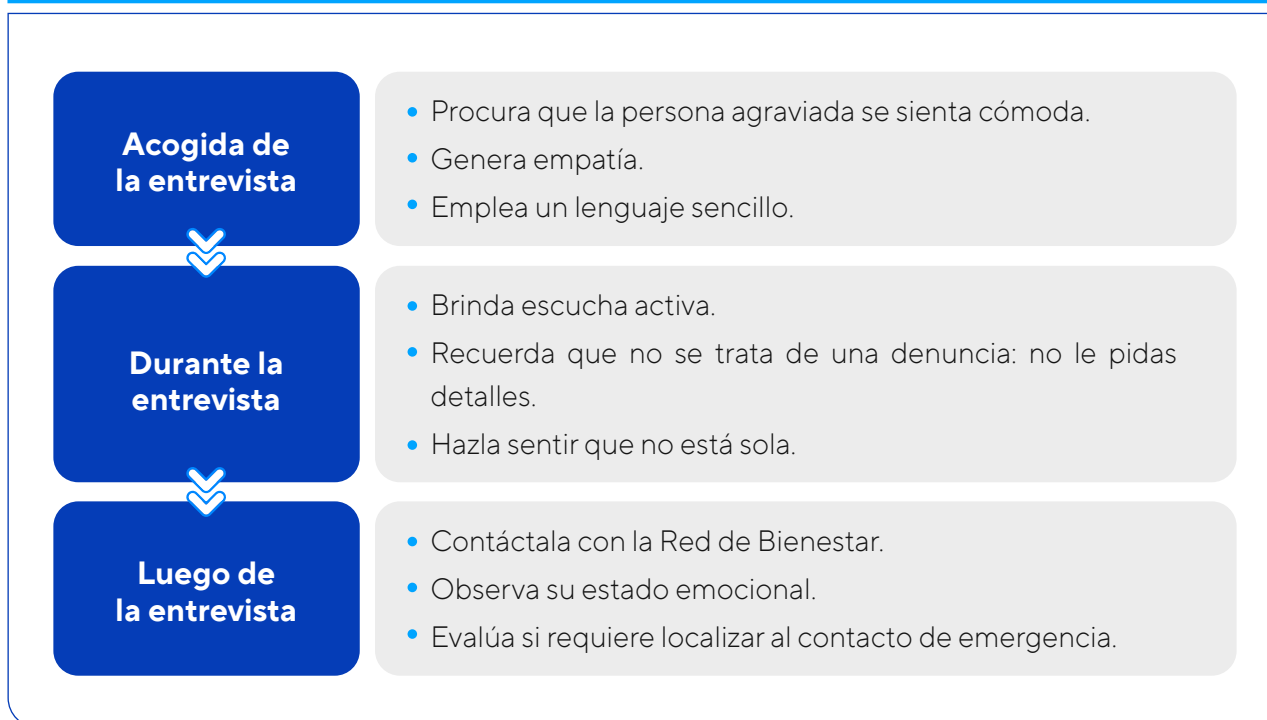 Acogida de
la entrevista
• Procura que la persona agraviada se sienta cómoda.
• Genera empatía.
• Emplea un lenguaje sencillo.
Durante la
entrevista
• Brinda escucha activa.
• Recuerda que no se trata de una denuncia: no le pidas
detalles.
• Hazla sentir que no está sola.
Luego de
la entrevista
• Contáctala con la Red de Bienestar.
• Observa su estado emocional.
• Evalúa si requiere localizar al contacto de emergencia.